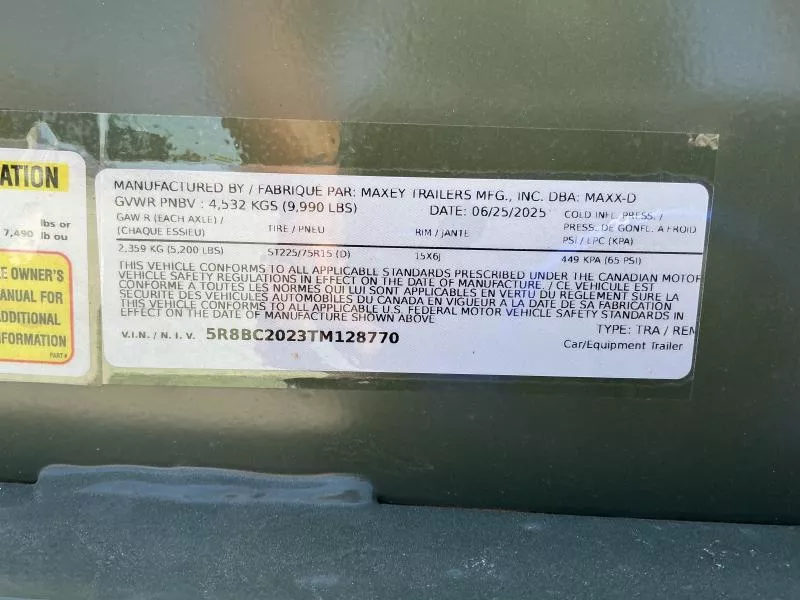 ATION
lbs or
7,490 lb ou
E OWNER'S
ANUAL FOR
ADDITIONAL
FORMATION
PART#
MANUFACTURED BY / FABRIQUE PAR: MAXEY TRAILERS MFG., INC. DBA: MAXX-D
GVWR PNBV : 4,532 KGS (9,990 LBS) DATE: 06/25/2025
GAW R (EACH AXLE) / (CHAQUE ESSIEU) TIRE / PNEU RIM / JANTE COLD INFL. PRESS. / PRESS. DE GONFL. A FROID PSI / LPC (KPA)
2,359 KG (5,200 LBS) ST225/75R15 (D) 15X6J 449 KPA (65 PSI)
THIS VEHICLE CONFORMS TO ALL APPLICABLE STANDARDS PRESCRIBED UNDER THE CANADIAN MOTOR
VEHICLE SAFETY REGULATIONS IN EFFECT ON THE DATE OF MANUFACTURE. / CE VEHICULE EST
CONFORME A TOUTES LES NORMES QUI LUI SONT APPLICABLES EN VERTU DU REGLEMENT SUR LA
SECURITE DES VEHICULES AUTOMOBILES DU CANADA EN VIGUEUR A LA DATE DE SA FABRICATION
THIS VEHICLE CONFORMS TO ALL APPLICABLE U.S. FEDERAL MOTOR VEHICLE SAFETY STANDARDS IN
EFFECT ON THE DATE OF MANUFACTURE SHOWN ABOVE
TYPE: TRA / REM
V.I.N. / N. I. V. 5R8BC2023TM128770 Car/Equipment Trailer